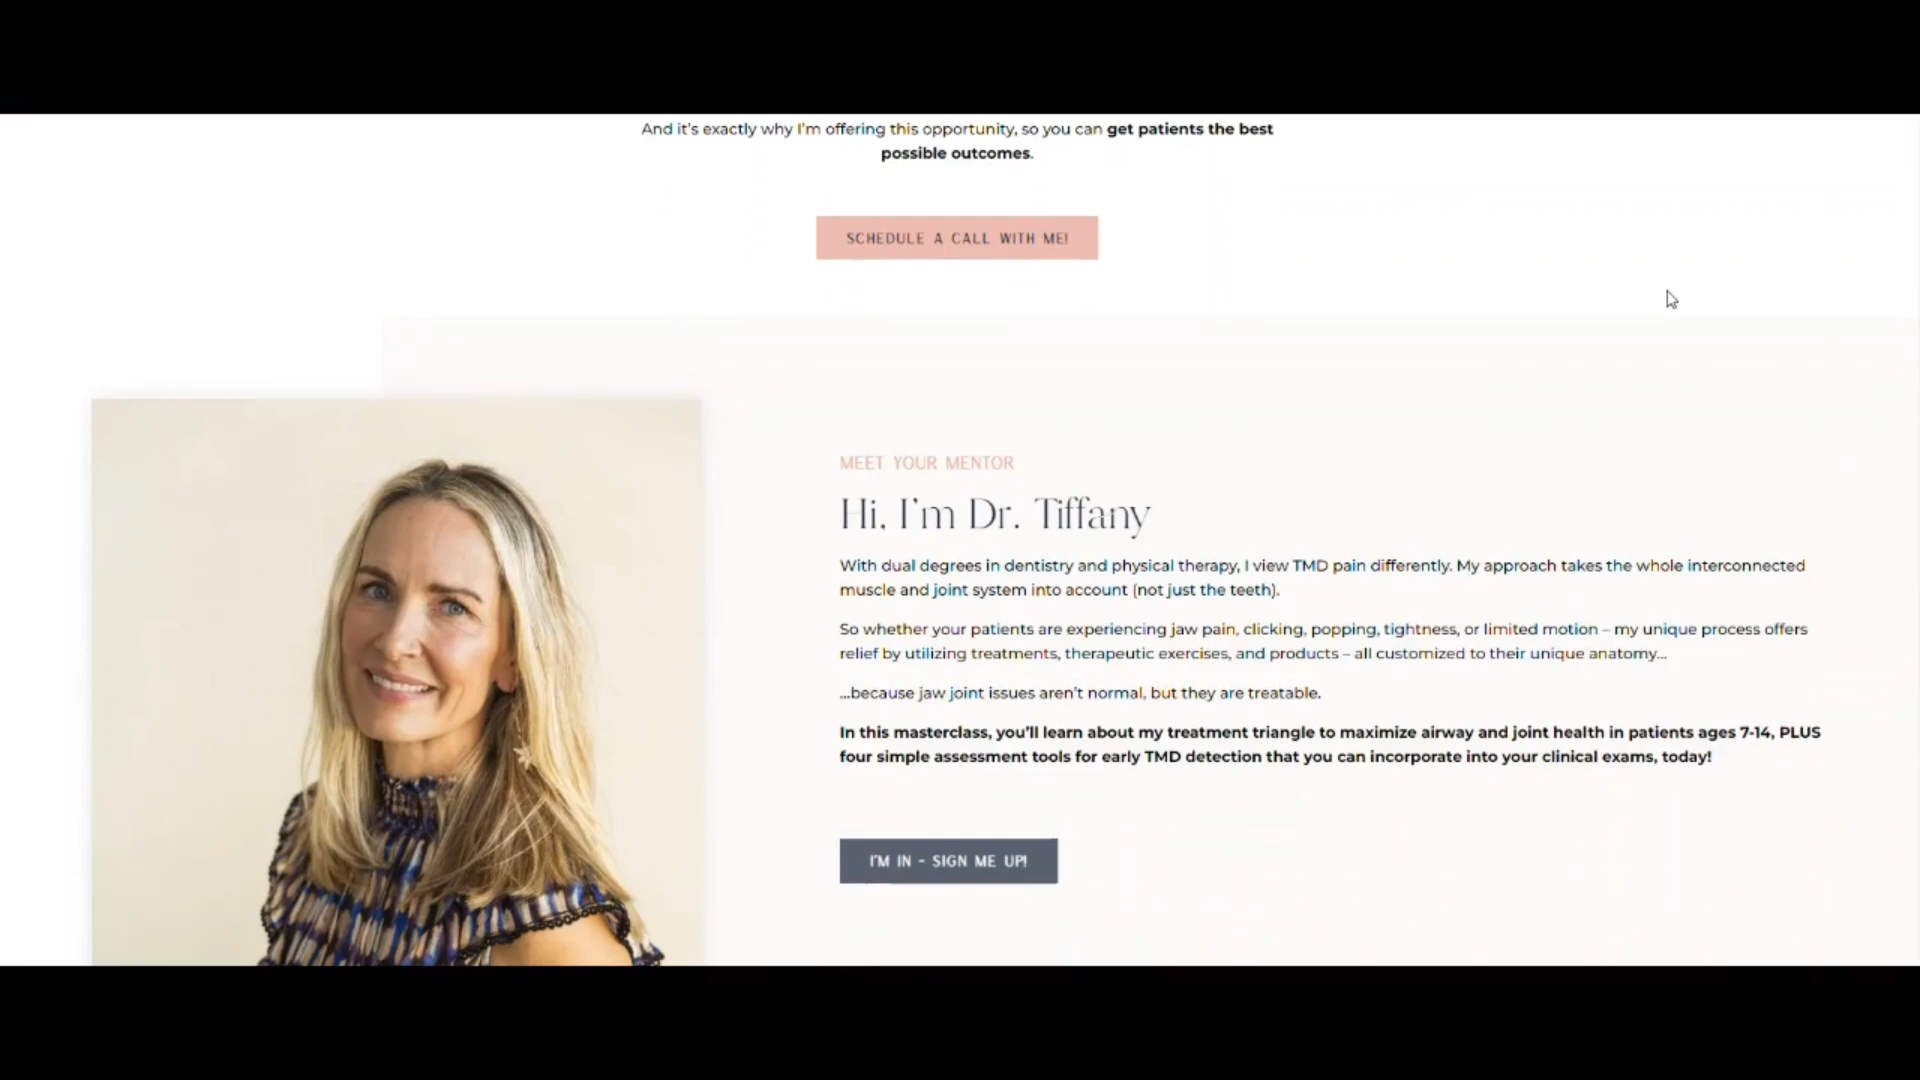 And it's exactly why I'm offering this opportunity, so you can get patients the best
possible outcomes.
SCHEDULE A CALL WITH ME!
MEET YOUR MENTOR
Hi, I'm Dr. Tiffany
With dual degrees in dentistry and physical therapy, I view TMD pain differently. My approach takes the whole interconnected
muscle and joint system into account (not just the teeth).
So whether your patients are experiencing jaw pain, clicking, popping, tightness, or limited motion – my unique process offers
relief by utilizing treatments, therapeutic exercises, and products – all customized to their unique anatomy...
...because jaw joint issues aren't normal, but they are treatable.
In this masterclass, you'll learn about my treatment triangle to maximize airway and joint health in patients ages 7-14, PLUS
four simple assessment tools for early TMD detection that you can incorporate into your clinical exams, today!
I'M IN - SIGN ME UP!